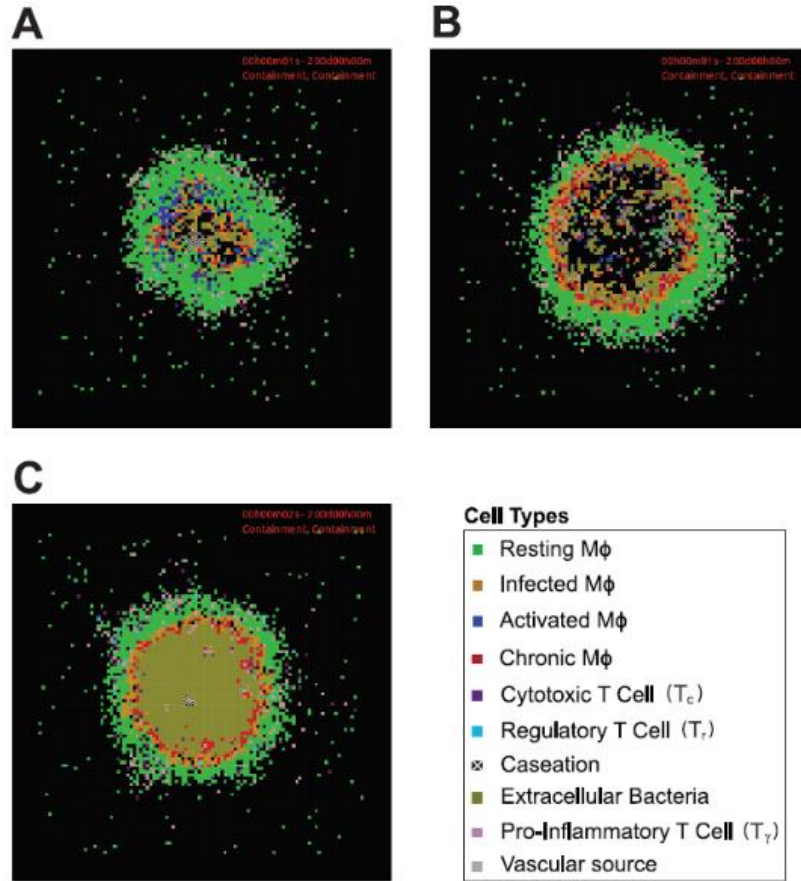 A
B
00h00m01s- 200d00h00m
Containment, Containment
00h00m01s- 200d00h00m
Containment, Containment
C
00h00m02s- 200d00h00m
Containment, Containment
Cell Types
Resting Mϕ
Infected Mϕ
Activated Mϕ
Chronic Mϕ
Cytotoxic T Cell (Tc)
Regulatory T Cell (Tr)
Caseation
Extracellular Bacteria
Pro-Inflammatory T Cell (Tγ)
Vascular source